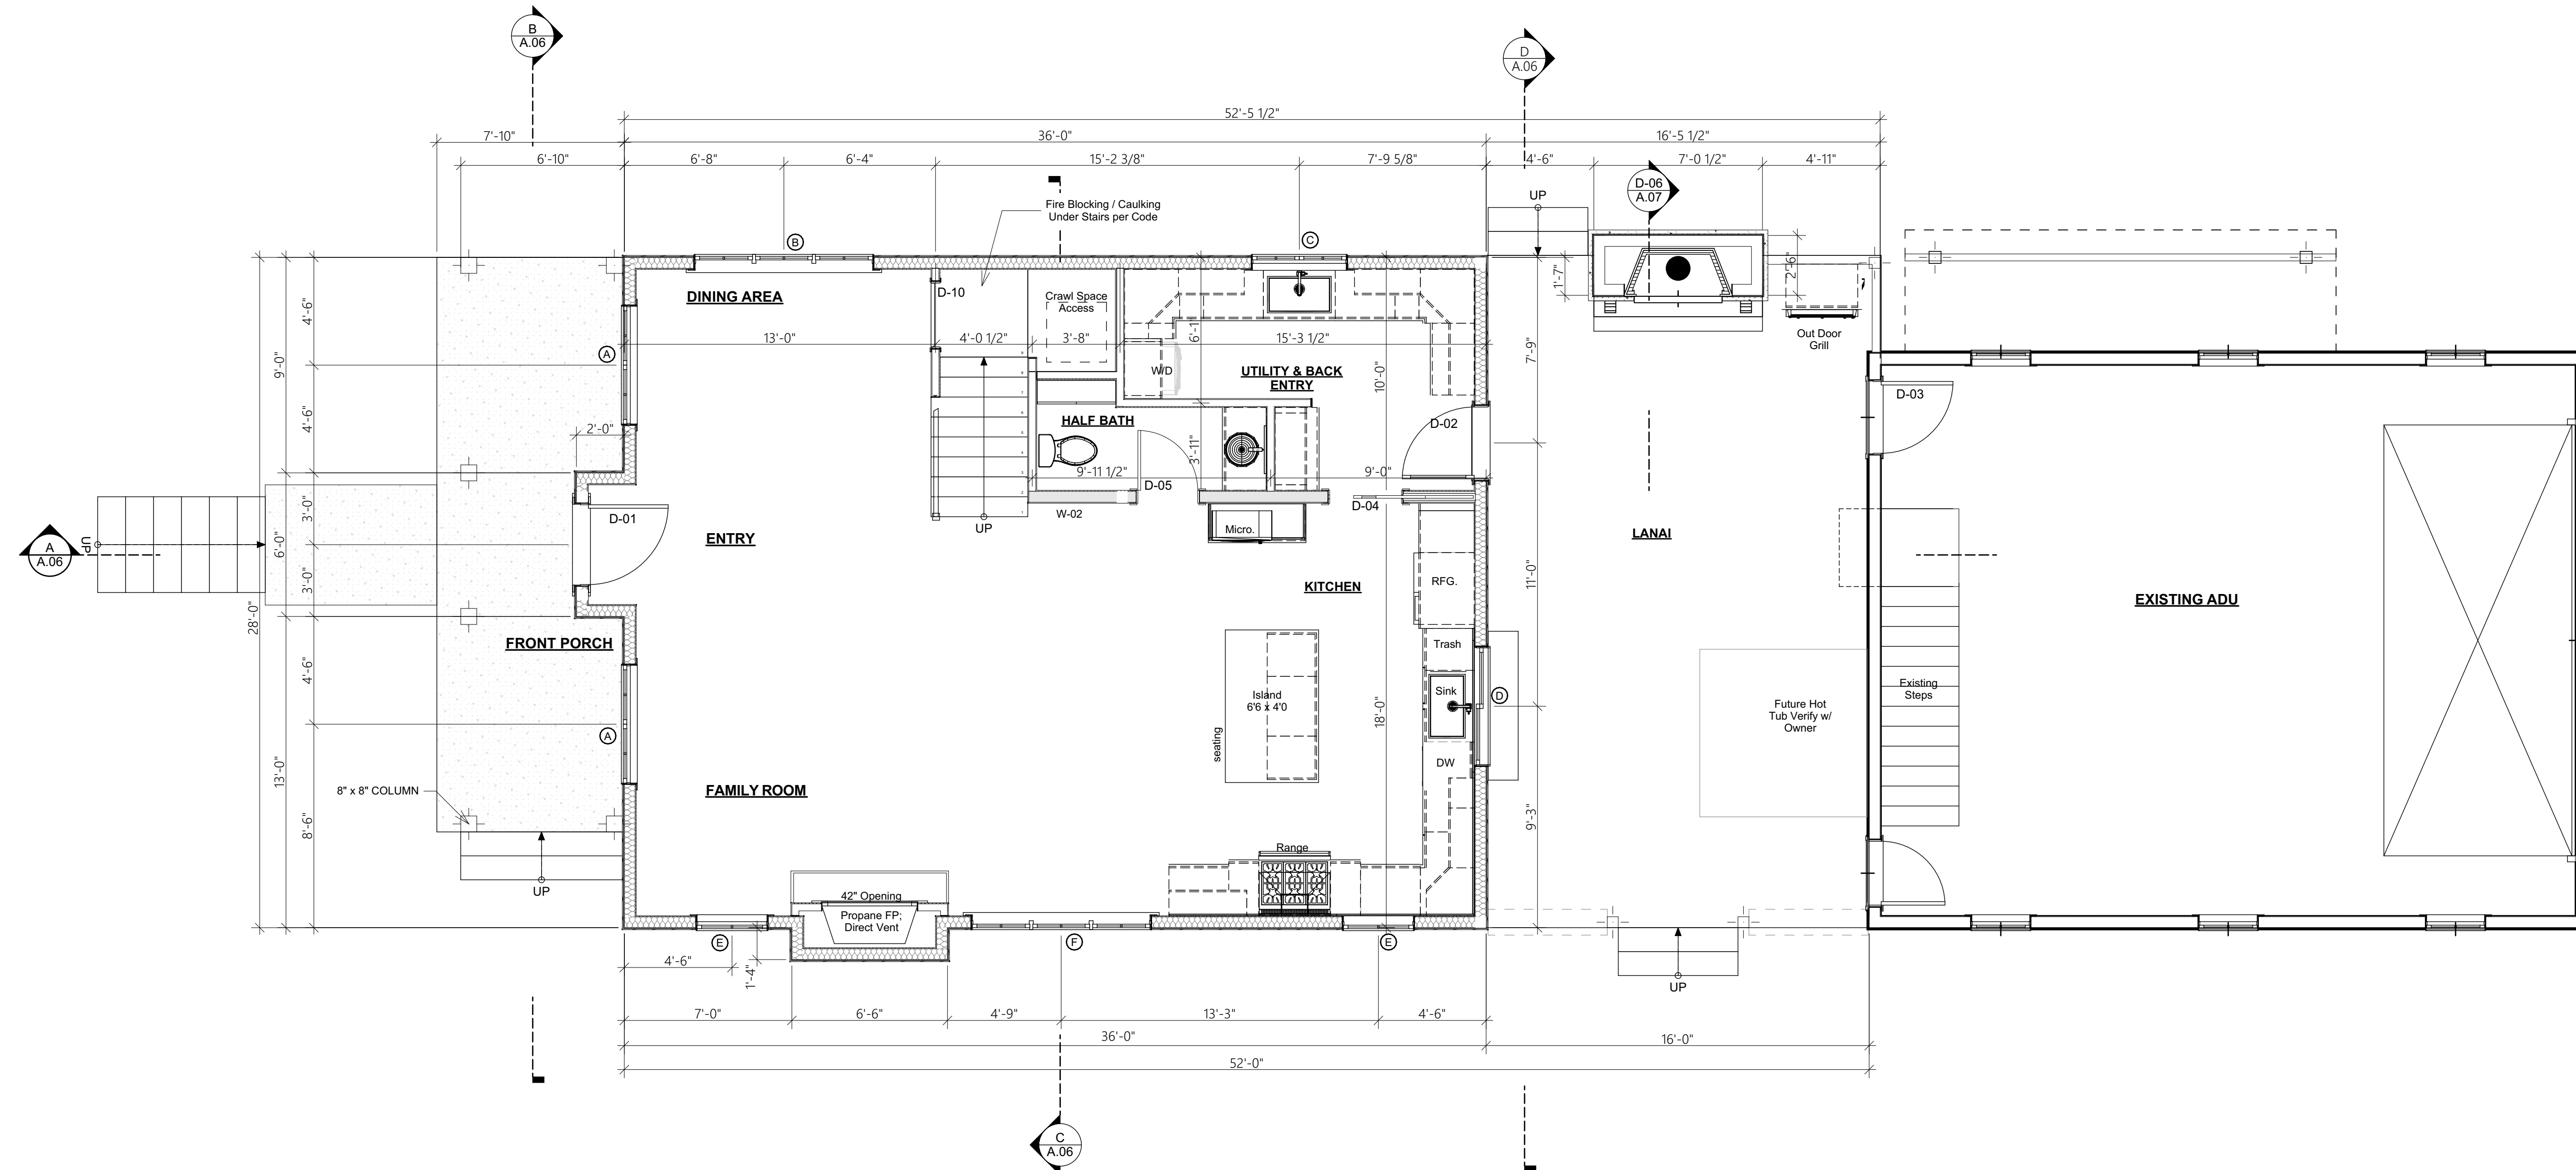 B
A.06
D
A.06
52'-5 1/2"
7'-10"
36'-0"
16'-5 1/2"
6'-10"
6'-8"
6'-4"
15'-2 3/8"
7'-9 5/8"
4'-6"
7'-0 1/2"
4'-11"
D-06
A.07
UP
Fire Blocking / Caulking
Under Stairs per Code
B
C
DINING AREA
D-10
Crawl Space
Access
1'-7"
2'-6"
4'-6"
9'-0"
4'-6"
A
13'-0"
4'-0 1/2"
3'-8"
6'-1
15'-3 1/2"
Out Door
Grill
7'-9"
W/D
UTILITY & BACK
ENTRY
10'-0"
D-03
HALF BATH
D-02
2'-0"
3'-11"
9'-11 1/2"
9'-0"
D-05
D-04
W-02
UP
Micro.
D-01
3'-0"
6'-0"
3'-0"
28'-0"
A
A.06
UP
ENTRY
LANAI
KITCHEN
RFG.
11'-0"
EXISTING ADU
FRONT PORCH
Trash
4'-6"
Island
6'6 x 4'0
Sink
D
18'-0"
Existing
Steps
Future Hot
Tub Verify w/
Owner
A
seating
DW
13'-0"
8'-6"
8" x 8" COLUMN
FAMILY ROOM
9'-3"
Range
UP
42" Opening
Propane FP;
Direct Vent
E
F
E
4'-6"
1'-4"
UP
7'-0"
6'-6"
4'-9"
13'-3"
4'-6"
36'-0"
16'-0"
52'-0"
C
A.06